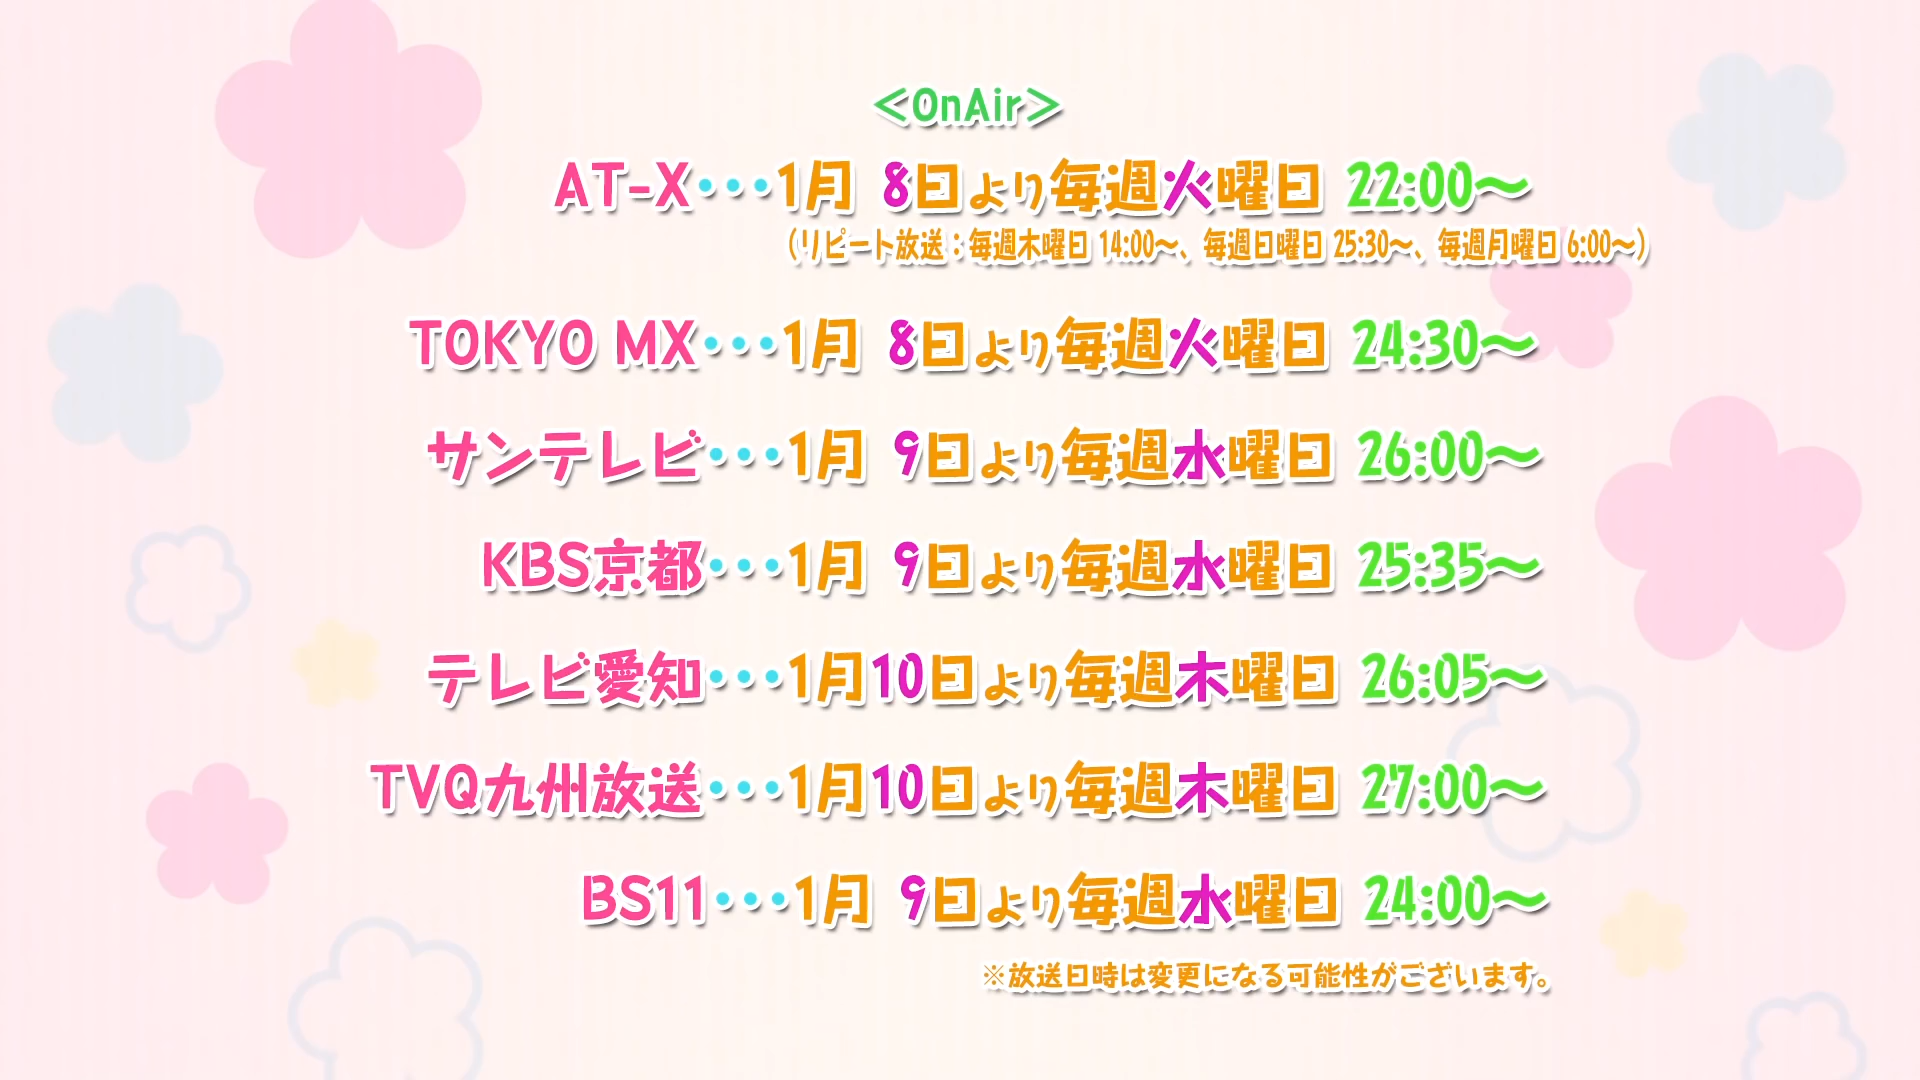 ＜OnAir＞
AT-X･･･1月 8日より毎週火曜日 22:00～
（リピート放送：毎週木曜日 14:00～、毎週日曜日 25:30～、毎週月曜日 6:00～）
TOKYO MX･･･1月 8日より毎週火曜日 24:30～
サンテレビ･･･1月 9日より毎週水曜日 26:00～
KBS京都･･･1月 9日より毎週水曜日 25:35～
テレビ愛知･･･1月10日より毎週木曜日 26:05～
TVQ九州放送･･･1月10日より毎週木曜日 27:00～
BS11･･･1月 9日より毎週水曜日 24:00～
※放送日時は変更になる可能性がございます。